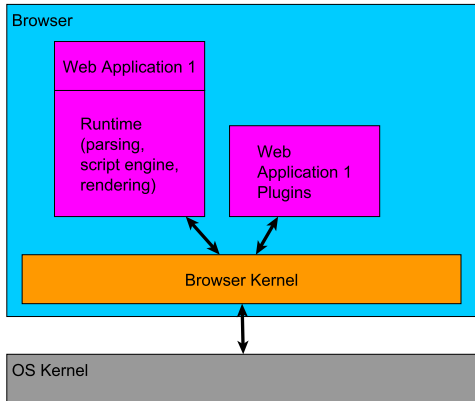 Browser
Web Application 1
Runtime
(parsing,
script engine,
rendering)
Web
Application 1
Plugins
Browser Kernel
OS Kernel